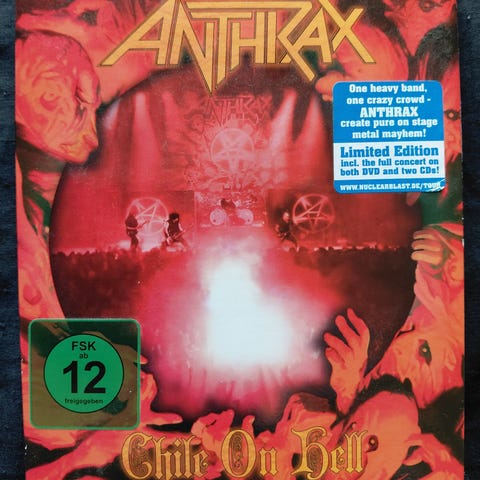 ANTHRAX
One heavy band,
one crazy crowd -
ANTHRAX
create pure on stage
metal mayhem!
Limited Edition
incl. the full concert on
both DVD and two CDs!
WWW.NUCLEARBLAST.DE/TOUR
ANTHRAX
FSK
ab
12
freigegeben
Chile On Hell